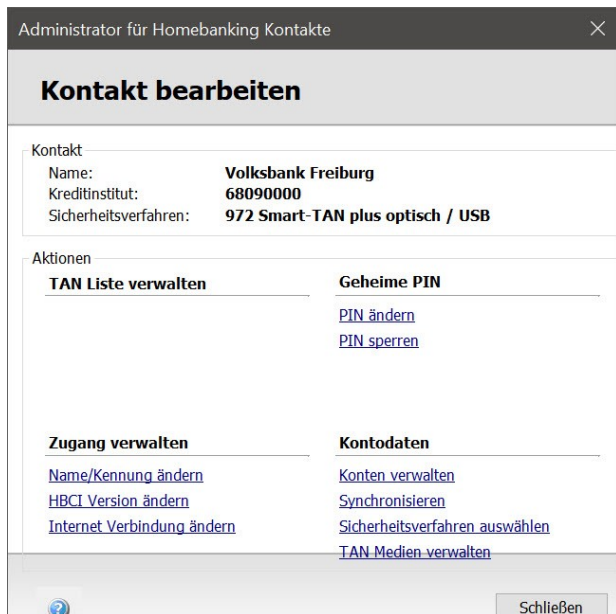 Administrator für Homebanking Kontakte
Kontakt bearbeiten
Kontakt
Name: Volksbank Freiburg
Kreditinstitut: 68090000
Sicherheitsverfahren: 972 Smart-TAN plus optisch / USB
Aktionen
TAN Liste verwalten
Geheime PIN
PIN ändern
PIN sperren
Zugang verwalten
Name/Kennung ändern
HBCI Version ändern
Internet Verbindung ändern
Kontodaten
Konten verwalten
Synchronisieren
Sicherheitsverfahren auswählen
TAN Medien verwalten
Schließen